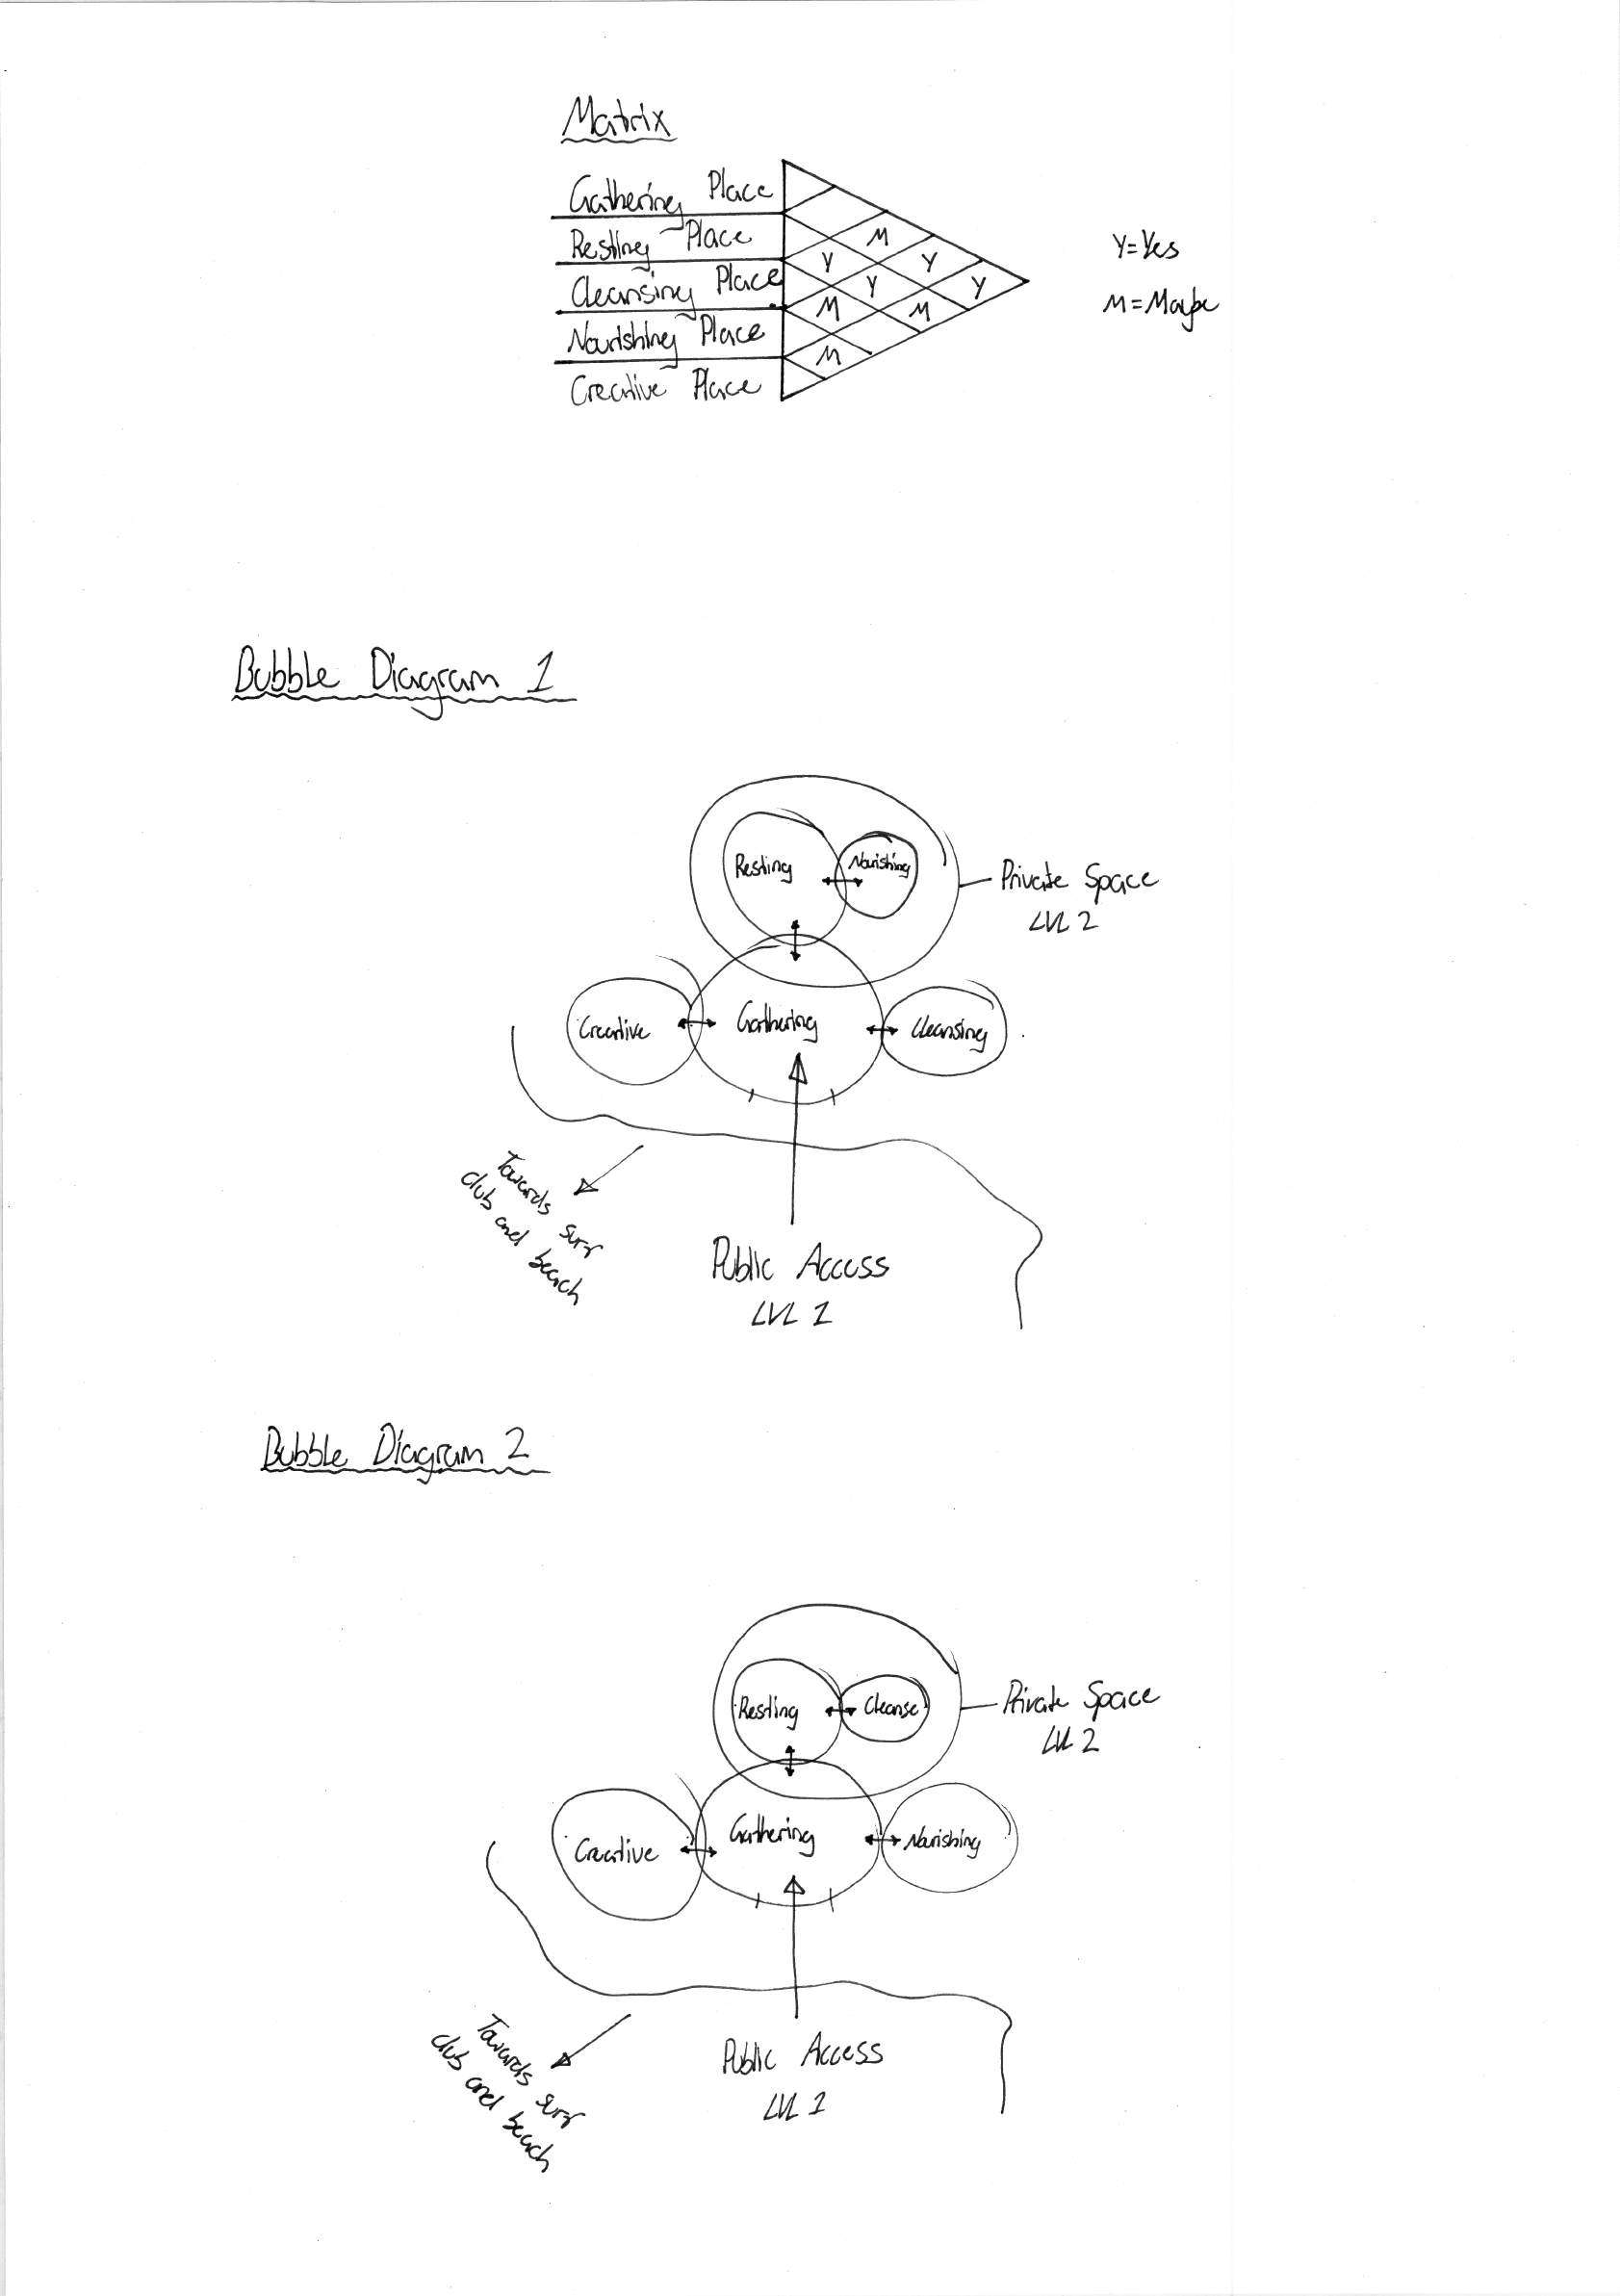 Matrix
Gathering Place
Resting Place
Cleansing Place
Nourishing Place
Creative Place
M
Y Y
Y Y
M M
M
Y=Yes
M=Maybe
Bubble Diagram 1
Resting
Nourishing
Private Space
LVL 2
Creative
Gathering
Cleansing
Towards surf
club and beach
Public Access
LVL 1
Bubble Diagram 2
Resting
Cleanse
Private Space
LVL 2
Creative
Gathering
Nourishing
Towards surf
club and beach
Public Access
LVL 1